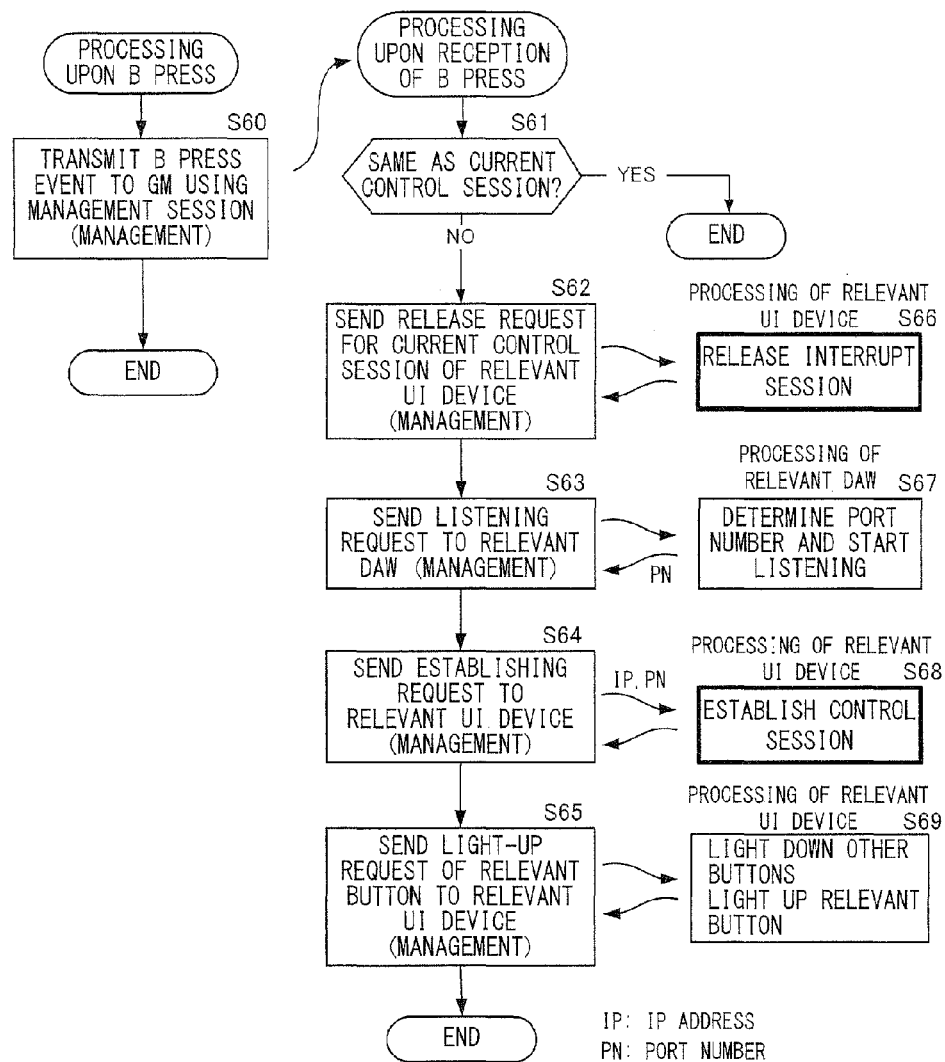 PROCESSING
UPON B PRESS
S60
TRANSMIT B PRESS
EVENT TO GM USING
MANAGEMENT SESSION
(MANAGEMENT)
END
PROCESSING
UPON RECEPTION
OF B PRESS
S61
SAME AS CURRENT
CONTROL SESSION?
YES
END
NO
S62
SEND RELEASE REQUEST
FOR CURRENT CONTROL
SESSION OF RELEVANT
UI DEVICE
(MANAGEMENT)
PROCESSING OF RELEVANT
UI DEVICE S66
RELEASE INTERRUPT
SESSION
S63
SEND LISTENING
REQUEST TO RELEVANT
DAW (MANAGEMENT)
PN
PROCESSING OF
RELEVANT DAW S67
DETERMINE PORT
NUMBER AND START
LISTENING
S64
SEND ESTABLISHING
REQUEST TO
RELEVANT UI DEVICE
(MANAGEMENT)
IP, PN
PROCESSING OF RELEVANT
UI DEVICE S68
ESTABLISH CONTROL
SESSION
S65
SEND LIGHT-UP
REQUEST OF RELEVANT
BUTTON TO RELEVANT
UI DEVICE
(MANAGEMENT)
PROCESSING OF RELEVANT
UI DEVICE S69
LIGHT DOWN OTHER
BUTTONS
LIGHT UP RELEVANT
BUTTON
END
IP: IP ADDRESS
PN: PORT NUMBER